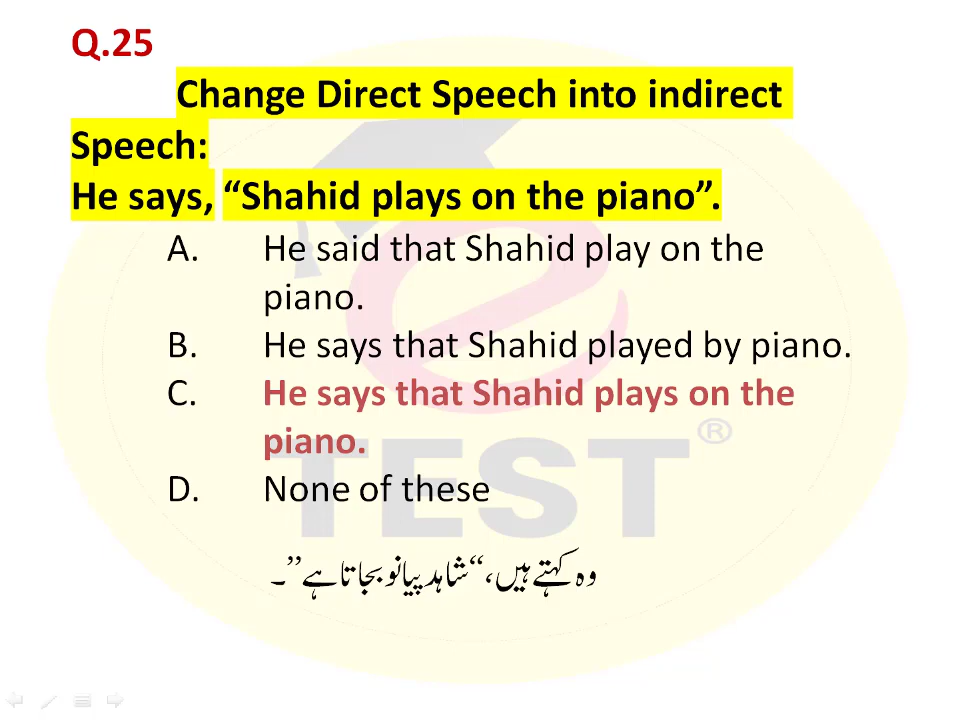 Q.25
Change Direct Speech into indirect
Speech:
He says, “Shahid plays on the piano”.
A. He said that Shahid play on the
piano.
B. He says that Shahid played by piano.
C. He says that Shahid plays on the
piano.
D. None of these
وہ کہتے ہیں، “شاہد پیانو بجاتا ہے”۔
e
TEST®